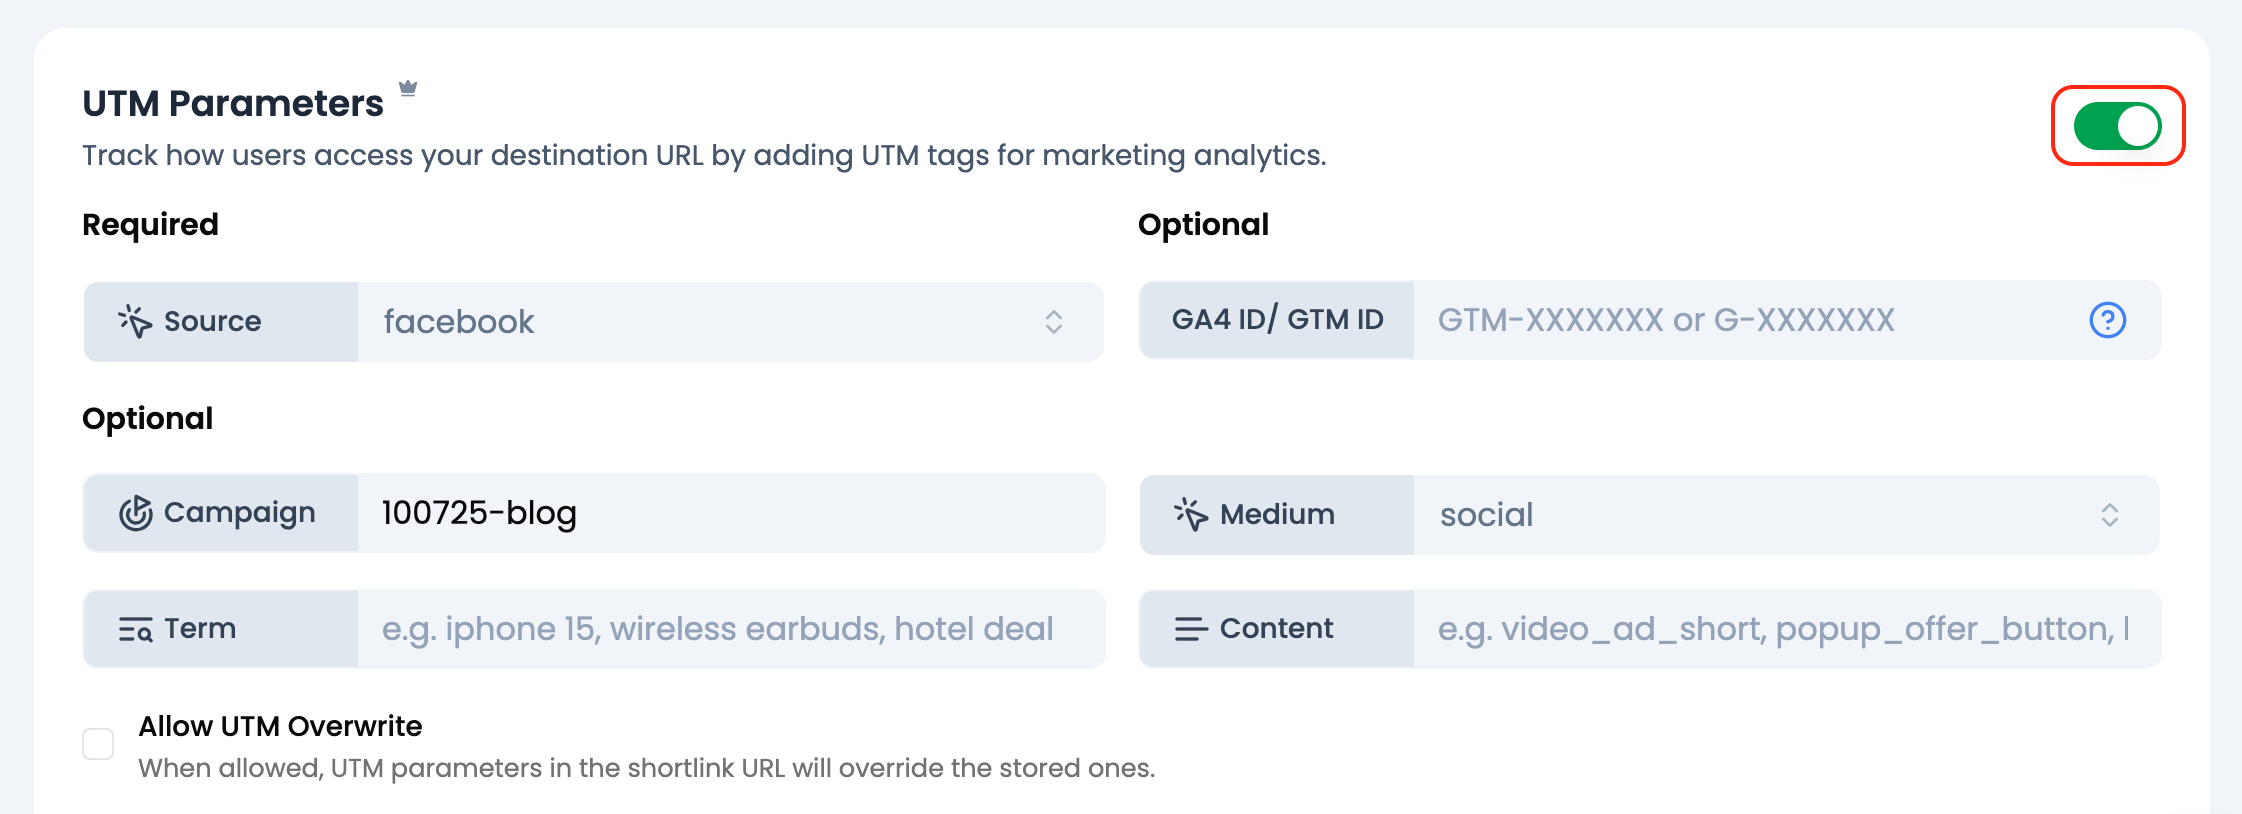 UTM Parameters
Track how users access your destination URL by adding UTM tags for marketing analytics.
Required
Optional
Source
facebook
GA4 ID/ GTM ID
GTM-XXXXXXX or G-XXXXXXX
Optional
Campaign
100725-blog
Medium
social
Term
e.g. iphone 15, wireless earbuds, hotel deal
Content
e.g. video_ad_short, popup_offer_button,
Allow UTM Overwrite
When allowed, UTM parameters in the shortlink URL will override the stored ones.